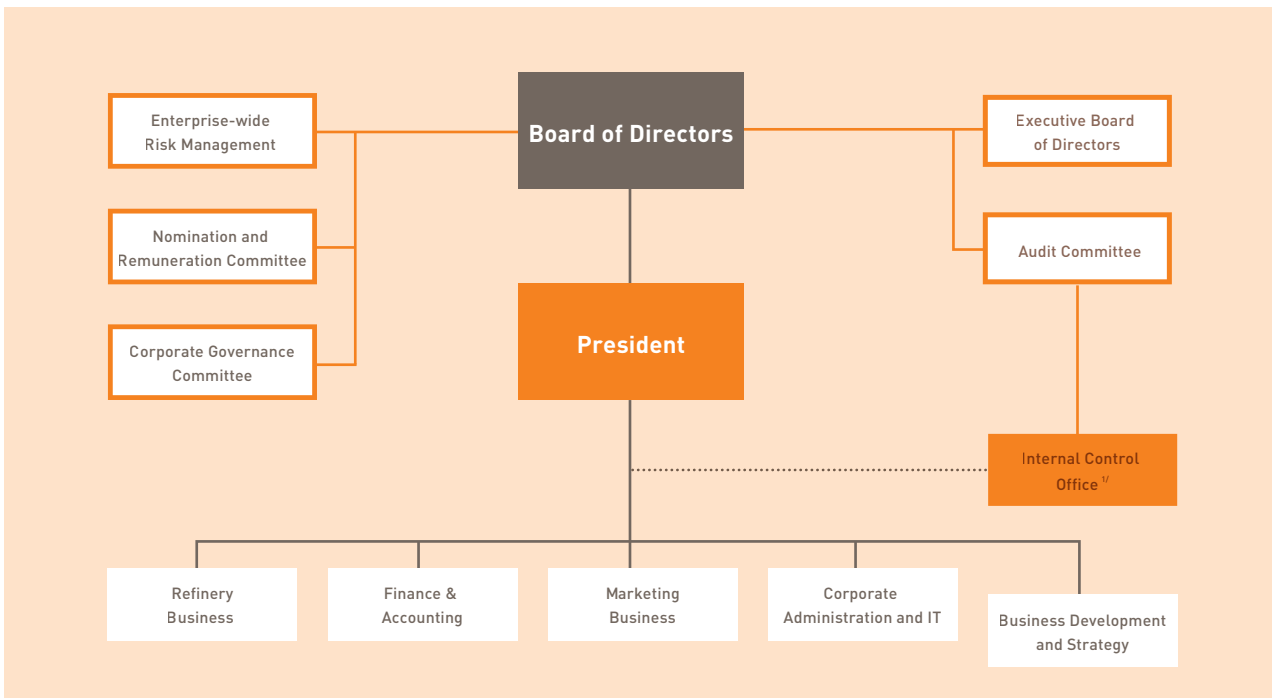 Board of Directors
Enterprise-wide
Risk Management
Executive Board
of Directors
Nomination and
Remuneration Committee
Audit Committee
President
Corporate Governance
Committee
Internal Control
Office 1/
Refinery
Business
Finance &
Accounting
Marketing
Business
Corporate
Administration and IT
Business Development
and Strategy